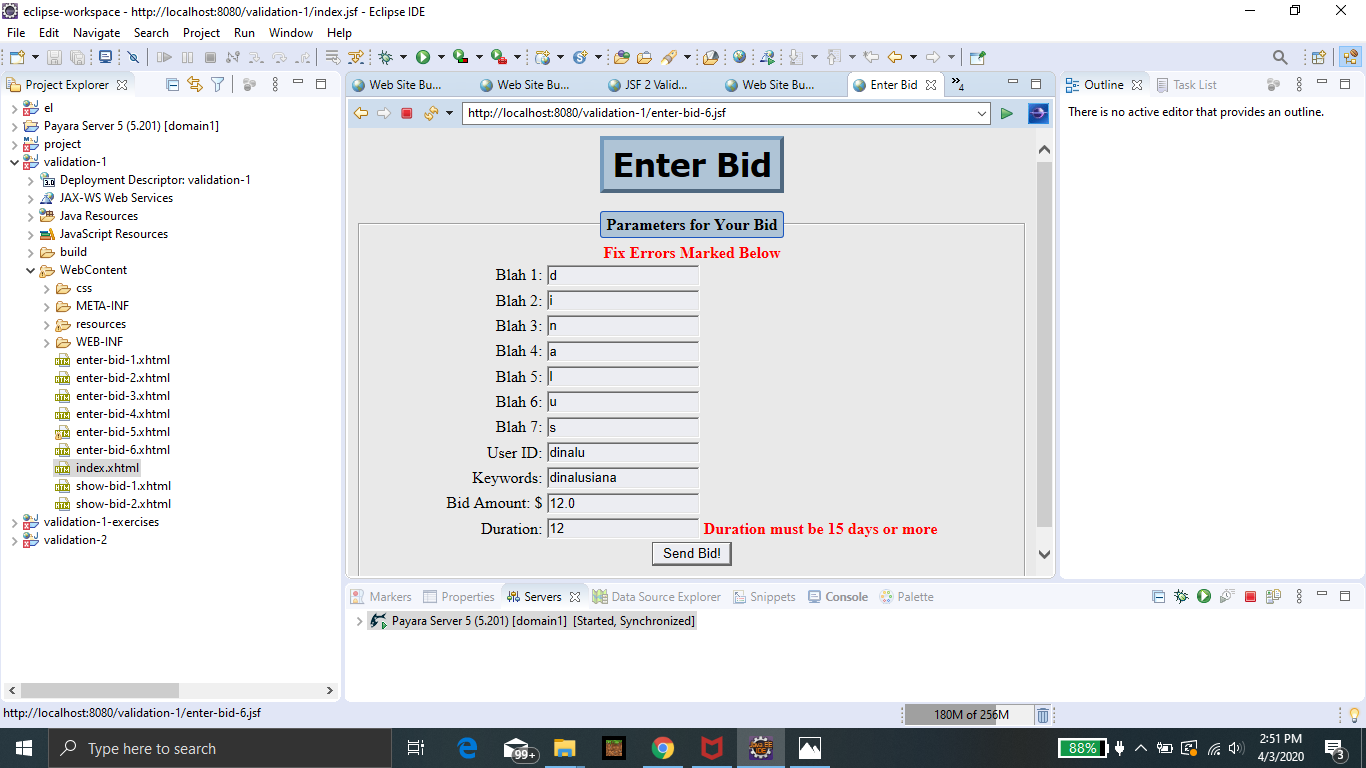 eclipse-workspace - http://localhost:8080/validation-1/index.jsf - Eclipse IDE
File Edit Navigate Search Project Run Window Help
Project Explorer
el
Payara Server 5 (5.201) [domain1]
project
validation-1
Deployment Descriptor: validation-1
3.0
JAX-WS Web Services
Java Resources
JavaScript Resources
build
WebContent
css
META-INF
resources
WEB-INF
enter-bid-1.xhtml
enter-bid-2.xhtml
enter-bid-3.xhtml
enter-bid-4.xhtml
enter-bid-5.xhtml
enter-bid-6.xhtml
index.xhtml
show-bid-1.xhtml
show-bid-2.xhtml
validation-1-exercises
validation-2
Web Site Bu... Web Site Bu... JSF 2 Valid... Web Site Bu... Enter Bid »4
http://localhost:8080/validation-1/enter-bid-6.jsf
Enter Bid
Parameters for Your Bid
Fix Errors Marked Below
Blah 1: d
Blah 2: i
Blah 3: n
Blah 4: a
Blah 5: l
Blah 6: u
Blah 7: s
User ID: dinalu
Keywords: dinalusiana
Bid Amount: $ 12.0
Duration: 12 Duration must be 15 days or more
Send Bid!
Outline Task List
There is no active editor that provides an outline.
Markers Properties Servers Data Source Explorer Snippets Console Palette
Payara Server 5 (5.201) [domain1] [Started, Synchronized]
http://localhost:8080/validation-1/enter-bid-6.jsf
180M of 256M
Type here to search
99+
88%
2:51 PM
4/3/2020
3